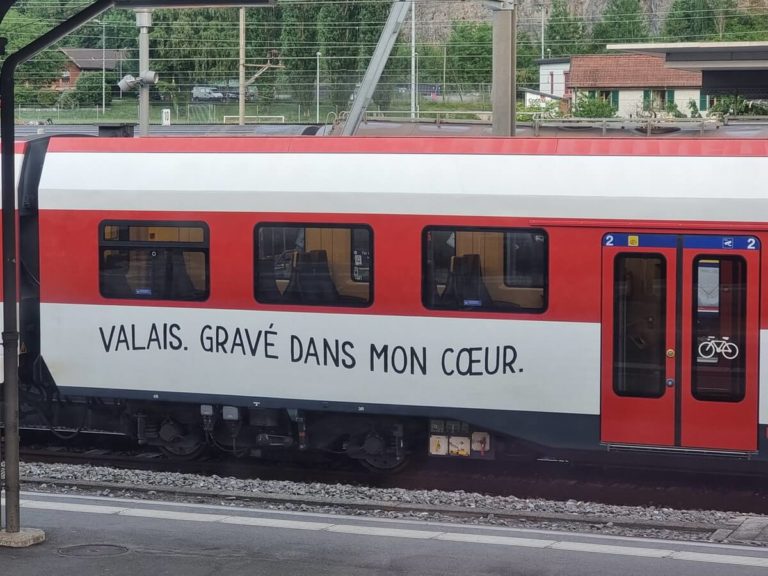 2 2
VALAIS. GRAVÉ DANS MON CŒUR.